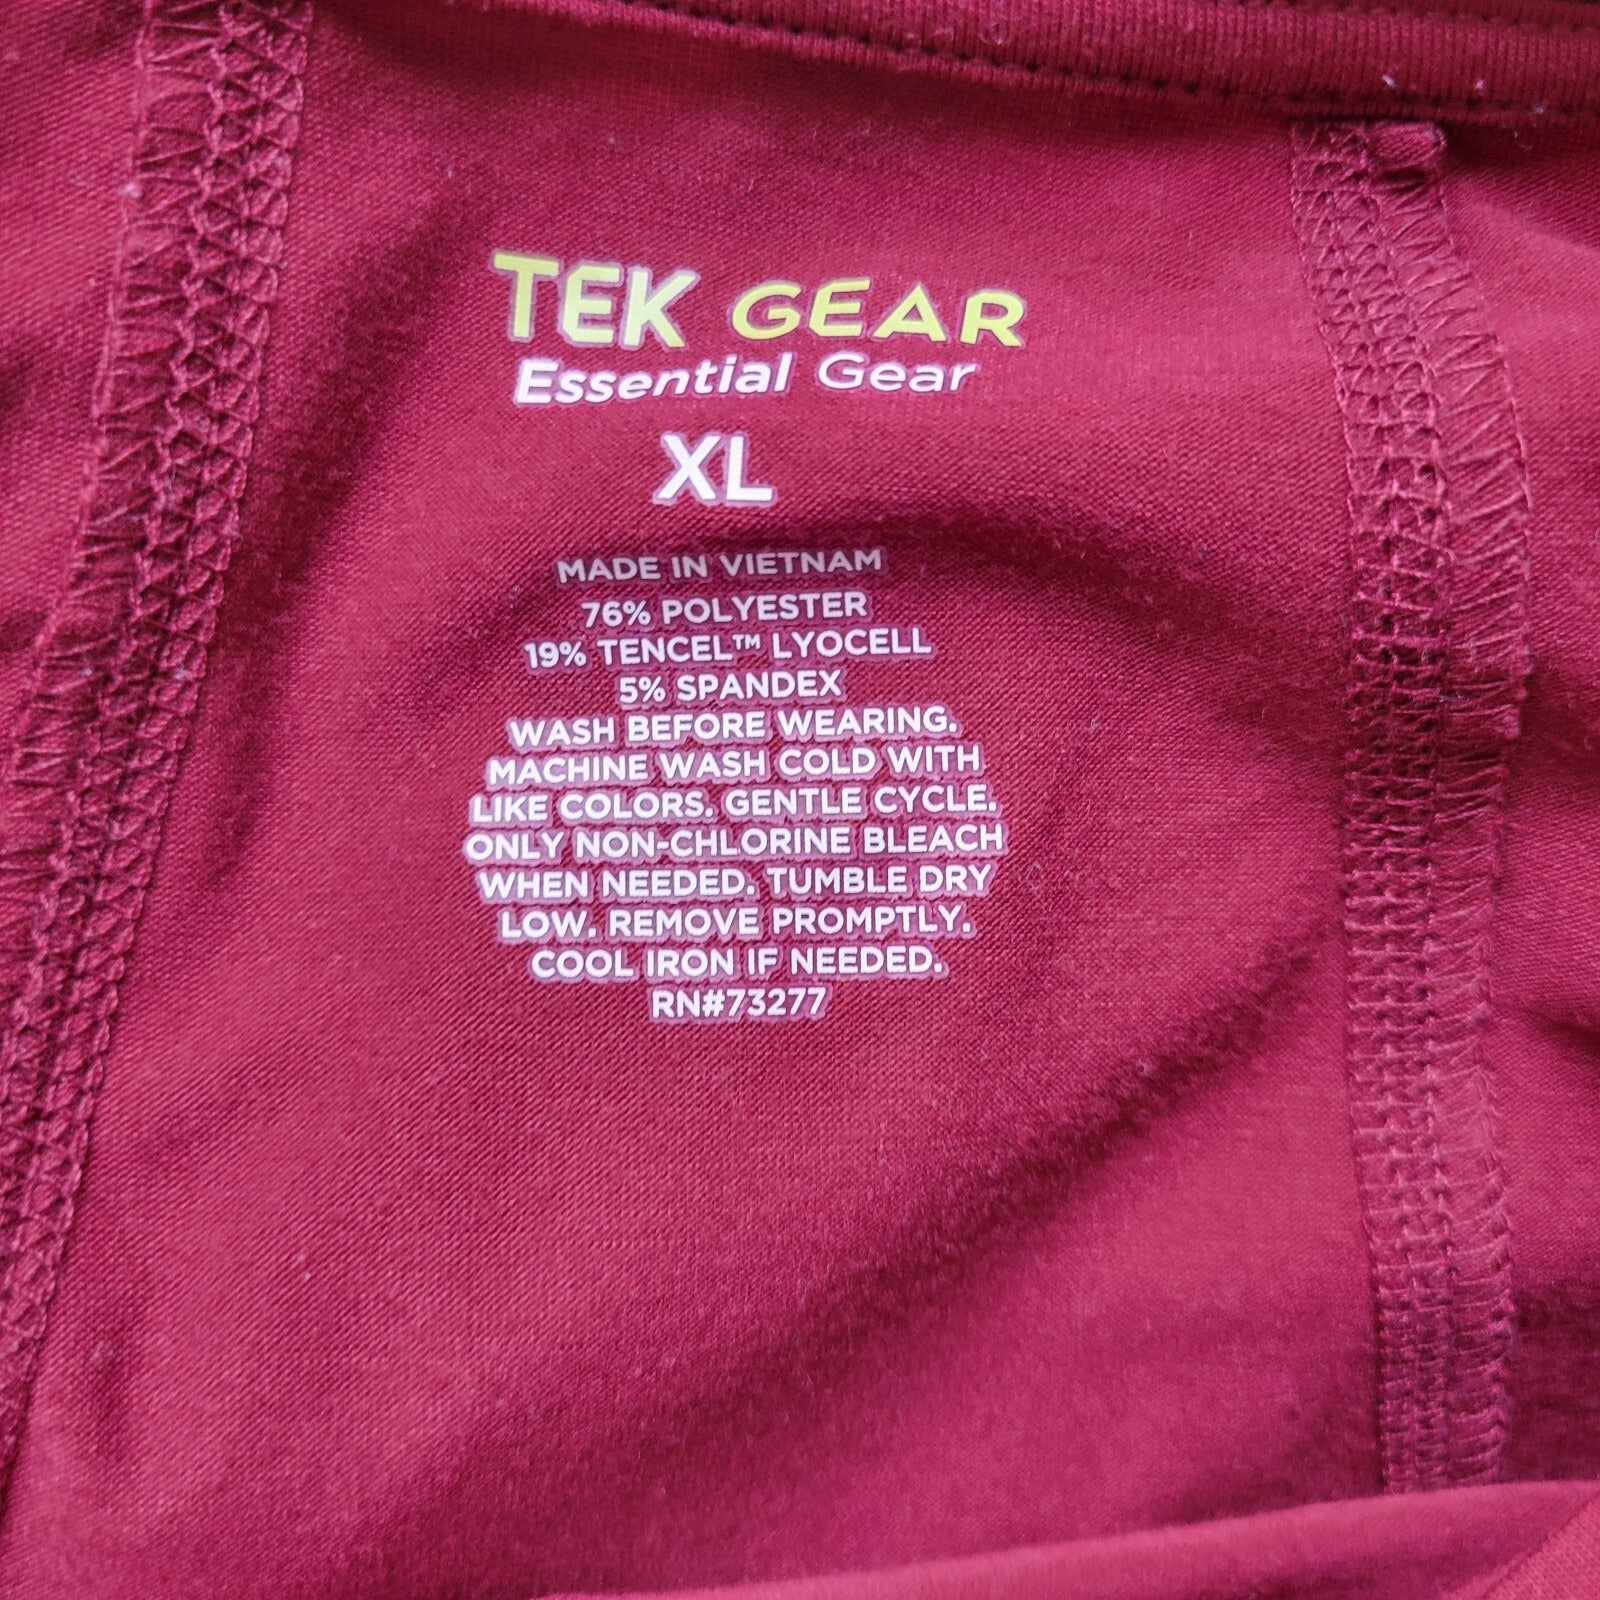 TEK GEAR
Essential Gear
XL
MADE IN VIETNAM
76% POLYESTER
19% TENCEL™ LYOCELL
5% SPANDEX
WASH BEFORE WEARING.
MACHINE WASH COLD WITH
LIKE COLORS. GENTLE CYCLE.
ONLY NON-CHLORINE BLEACH
WHEN NEEDED. TUMBLE DRY
LOW. REMOVE PROMPTLY.
COOL IRON IF NEEDED.
RN#73277